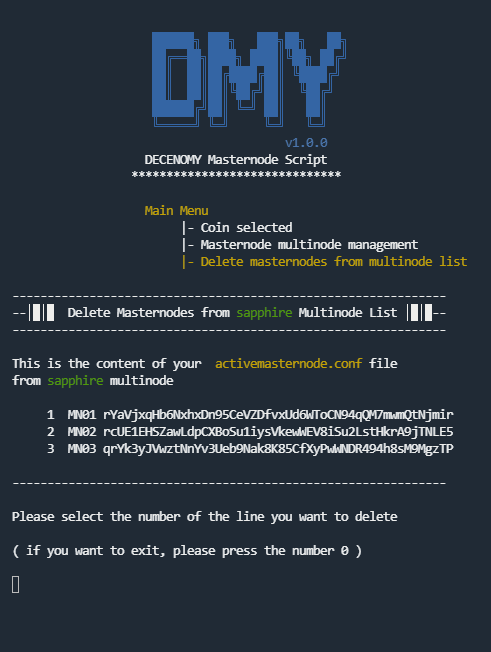 DMY
v1.0.0
DECENOMY Masternode Script
******************************
Main Menu
|- Coin selected
|- Masternode multinode management
|- Delete masternodes from multinode list
--------------------------------------------------------------
--|█|█ Delete Masternodes from sapphire Multinode List |█|█--
--------------------------------------------------------------
This is the content of your activemasternode.conf file
from sapphire multinode
1 MN01 rYaVjxqHb6NxhxDn95CeVZDfvxUd6WToCN94qQM7mwmQtNjmir
2 MN02 rcUE1EHSZawLdpCXBoSu1iysVkewWEV8iSu2LstHkrA9jTNLE5
3 MN03 qrYk3yJVwztNnYv3Ueb9Nak8K85CfXyPwWNDR494h8sM9MgzTP
--------------------------------------------------------------
Please select the number of the line you want to delete
( if you want to exit, please press the number 0 )